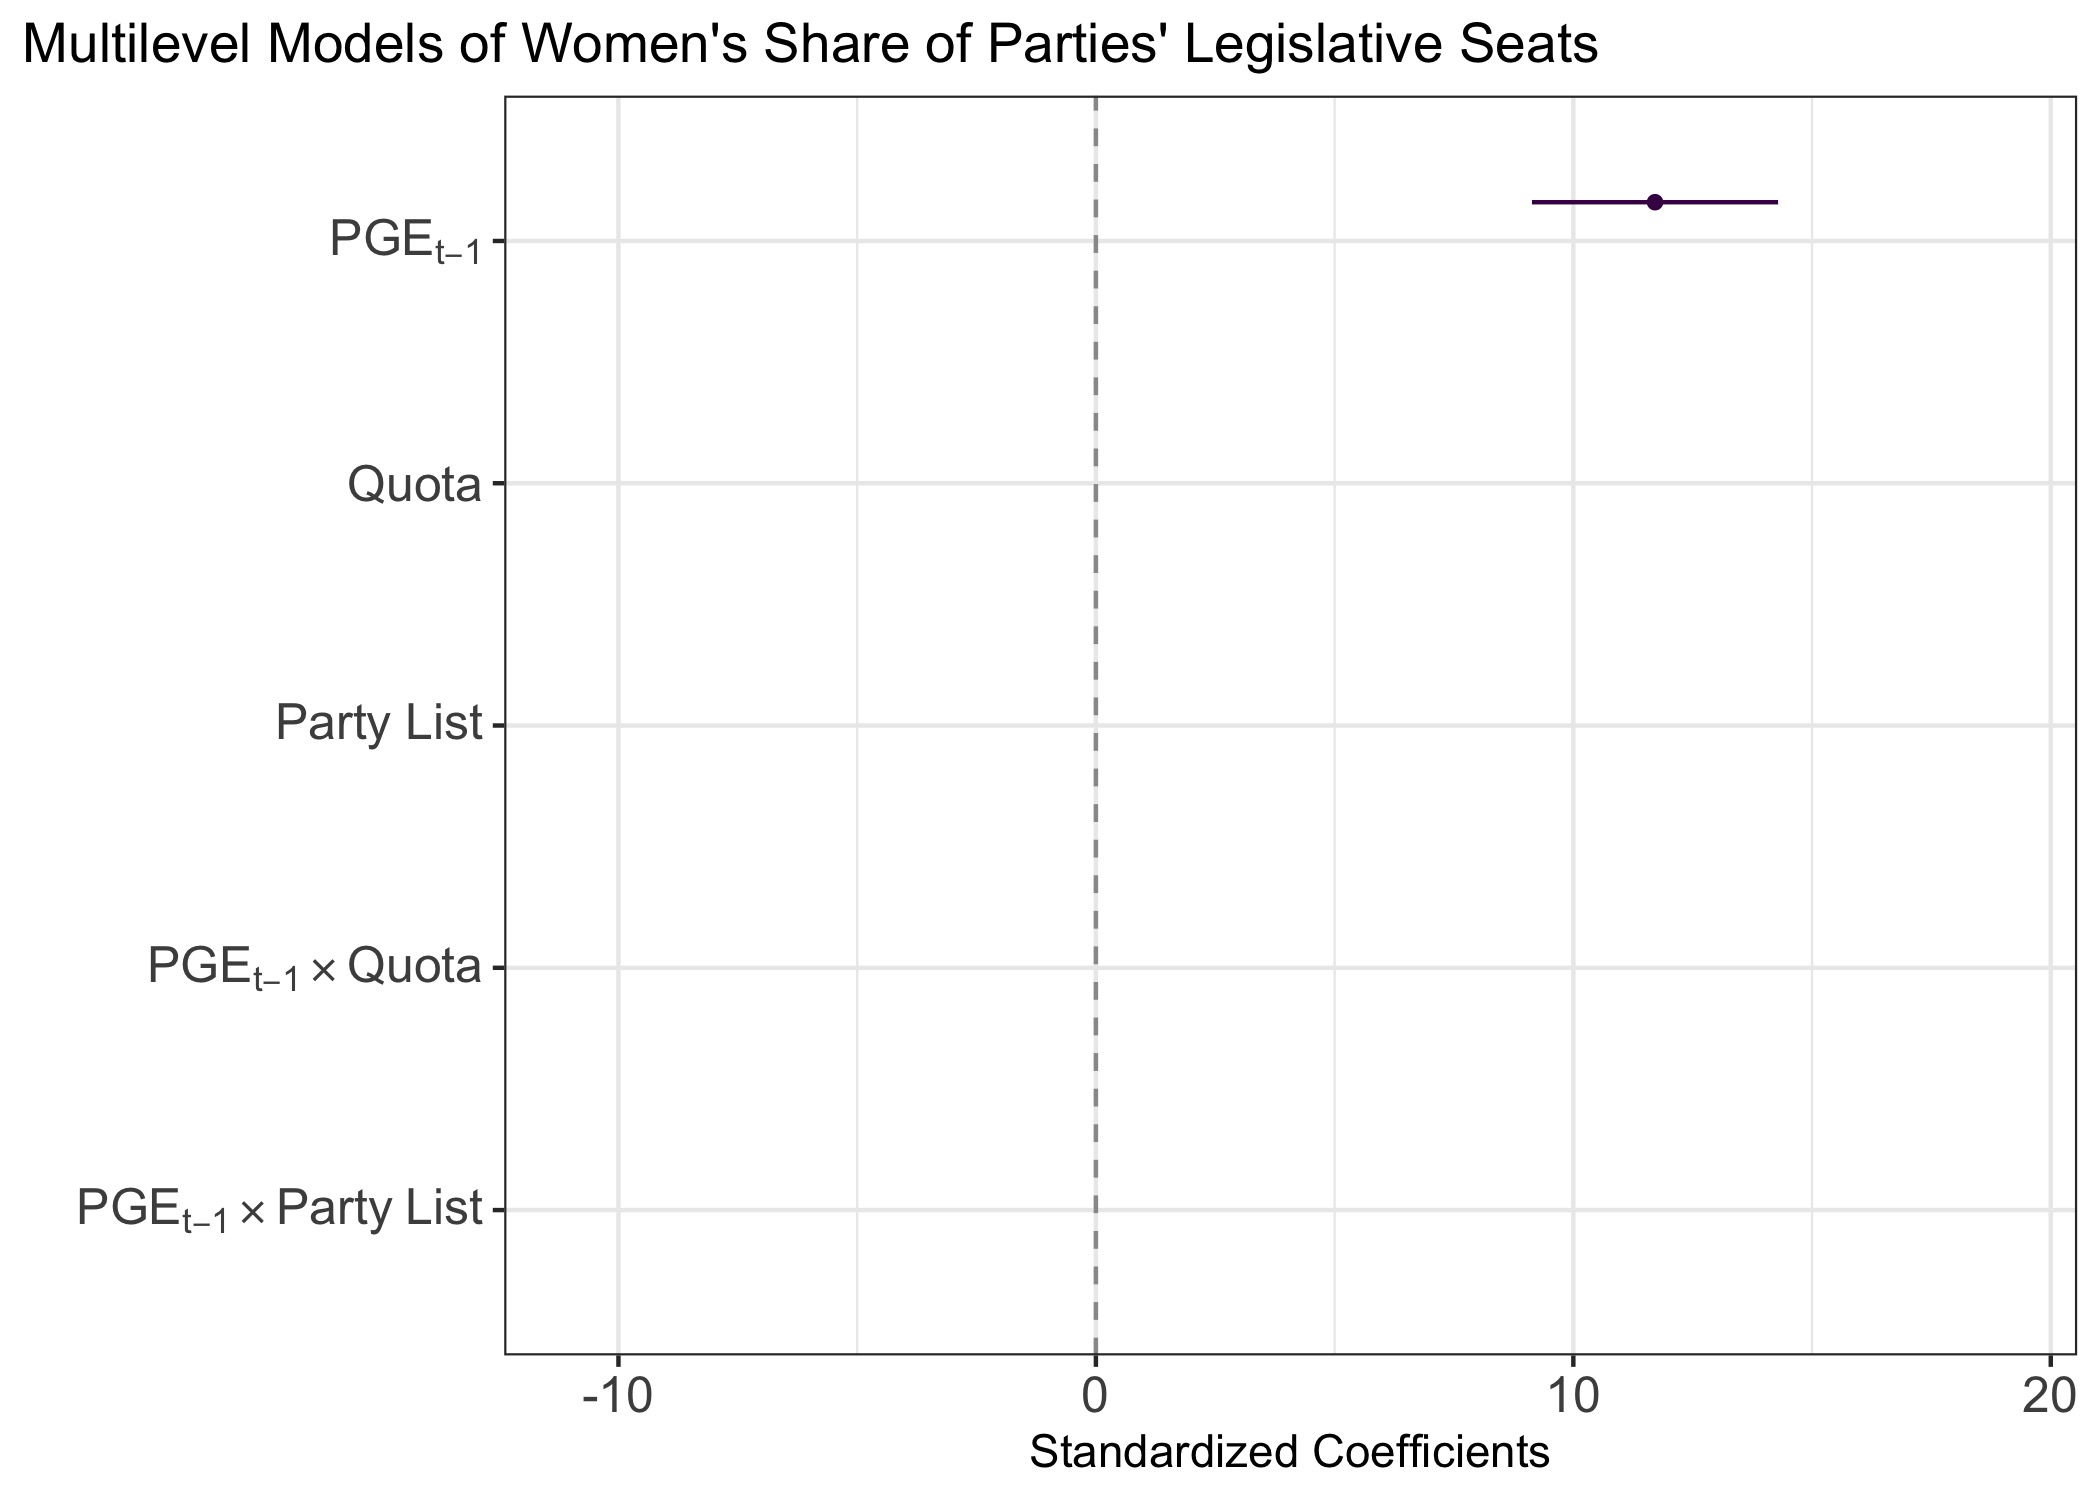 Multilevel Models of Women's Share of Parties' Legislative Seats
PGEt−1
Quota
Party List
PGEt−1 × Quota
PGEt−1 × Party List
-10 0 10 20
Standardized Coefficients